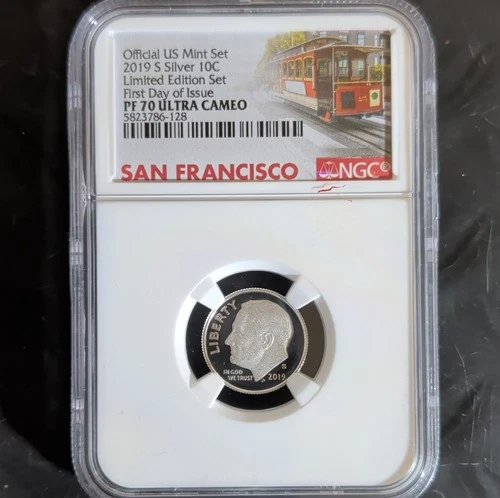 Official US Mint Set
2019 S Silver 10C
Limited Edition Set
First Day of Issue
PF 70 ULTRA CAMEO
5823786-128
SAN FRANCISCO
NGC
LIBERTY
IN GOD
WE TRUST
S
2019